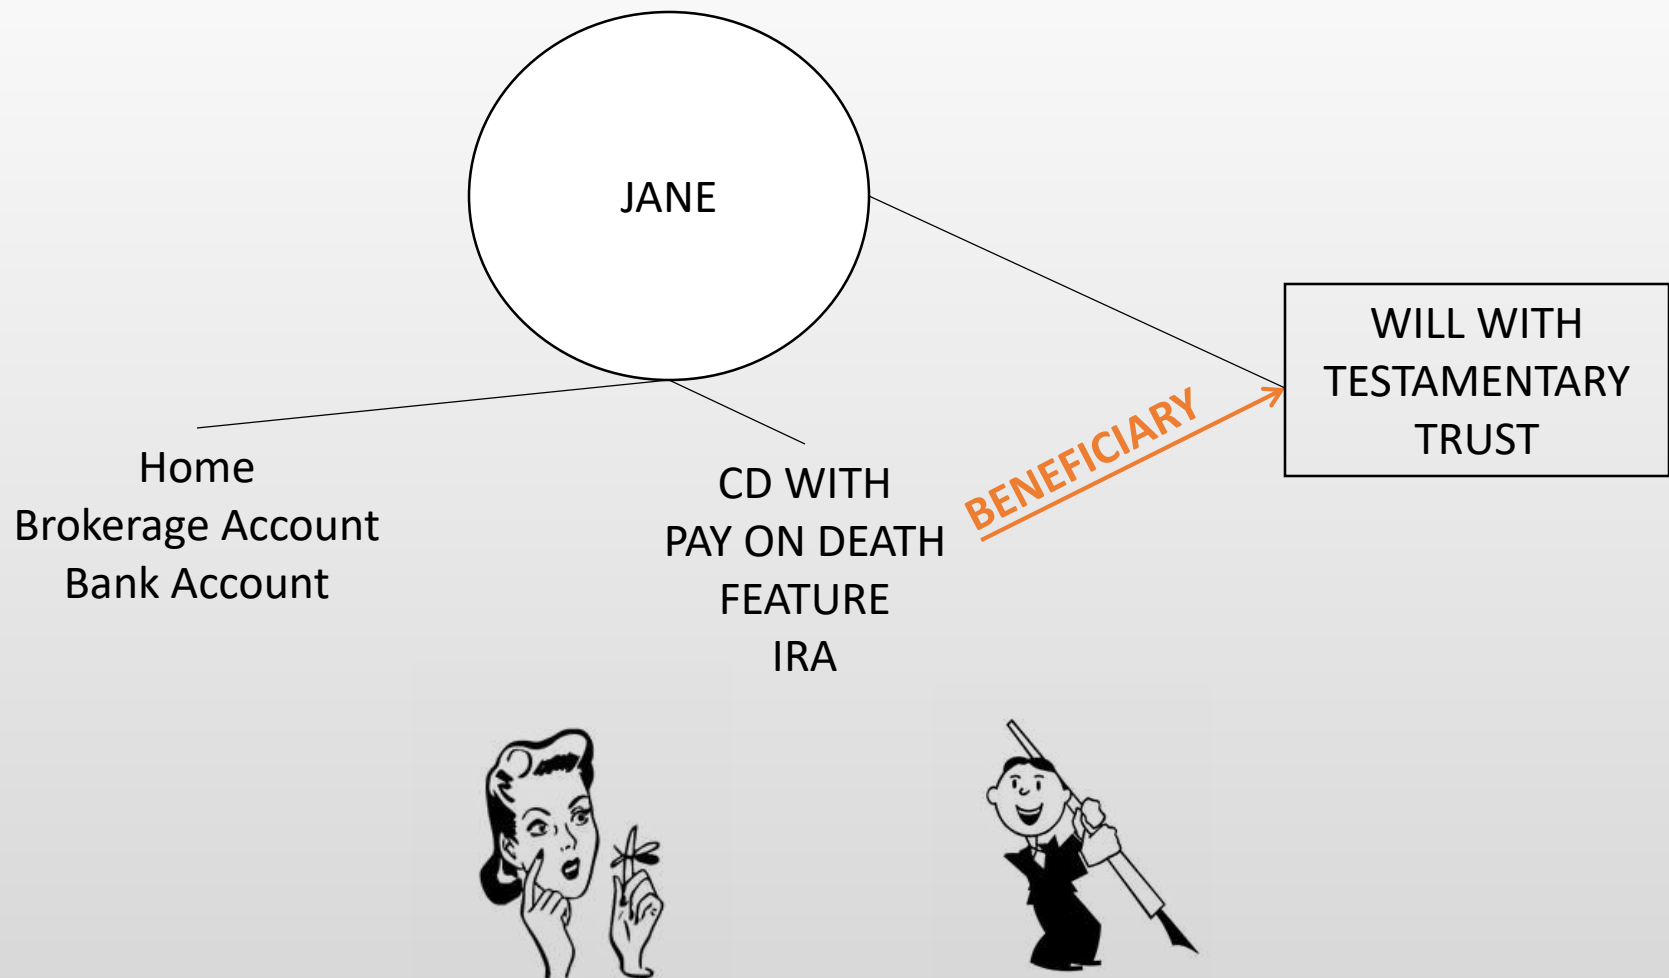 JANE
WILL WITH
TESTAMENTARY
TRUST
BENEFICIARY
Home
Brokerage Account
Bank Account
CD WITH
PAY ON DEATH
FEATURE
IRA